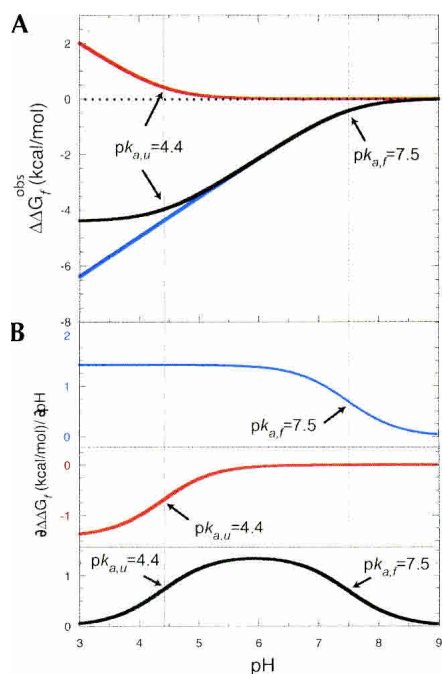 A
2
0
-2
-4
-6
-8
ΔΔG_f^obs (kcal/mol)
pk_a,u=4.4
pk_a,f=7.5
B
2
1
0
pk_a,f=7.5
∂ΔΔG_f (kcal/mol)/ ∂pH
0
-1
pk_a,u=4.4
pk_a,u=4.4
pk_a,f=7.5
1
0
3 4 5 6 7 8 9
pH